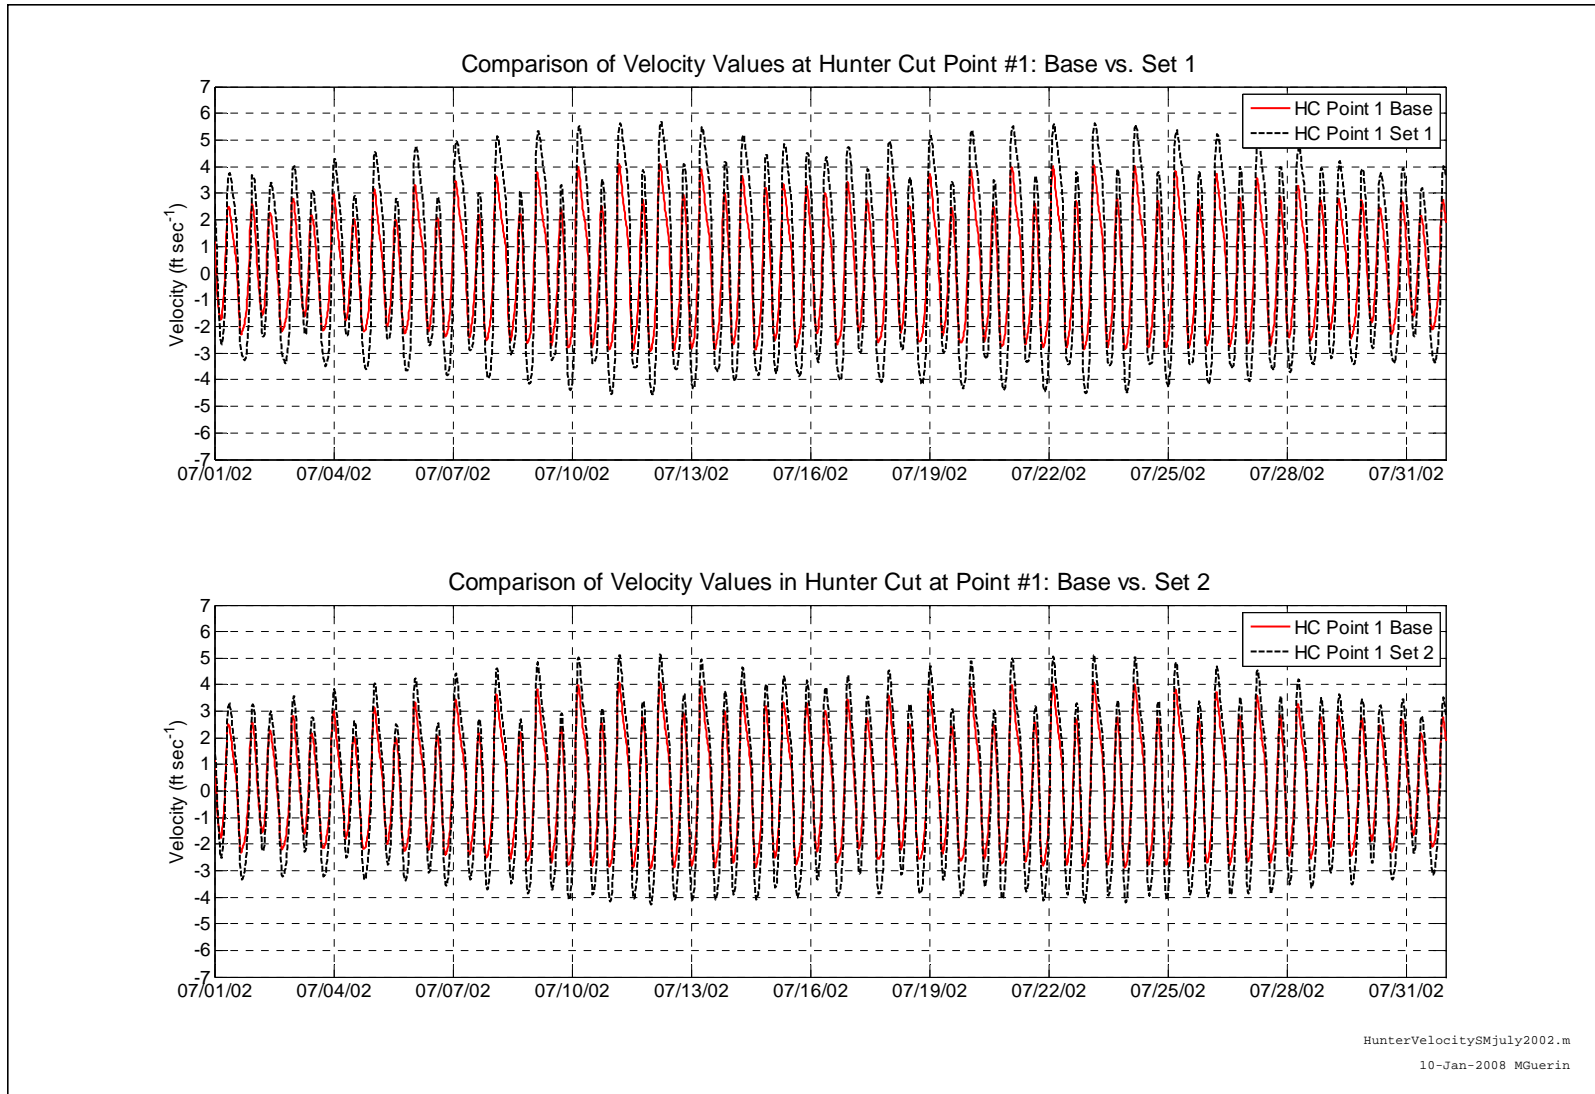 Comparison of Velocity Values at Hunter Cut Point #1: Base vs. Set 1
7
6
5
4
3
2
1
0
-1
-2
-3
-4
-5
-6
-7
Velocity (ft sec-1)
HC Point 1 Base
HC Point 1 Set 1
07/01/02 07/04/02 07/07/02 07/10/02 07/13/02 07/16/02 07/19/02 07/22/02 07/25/02 07/28/02 07/31/02
Comparison of Velocity Values in Hunter Cut at Point #1: Base vs. Set 2
7
6
5
4
3
2
1
0
-1
-2
-3
-4
-5
-6
-7
Velocity (ft sec-1)
HC Point 1 Base
HC Point 1 Set 2
07/01/02 07/04/02 07/07/02 07/10/02 07/13/02 07/16/02 07/19/02 07/22/02 07/25/02 07/28/02 07/31/02
HunterVelocitySMjuly2002.m
10-Jan-2008 MGuerin